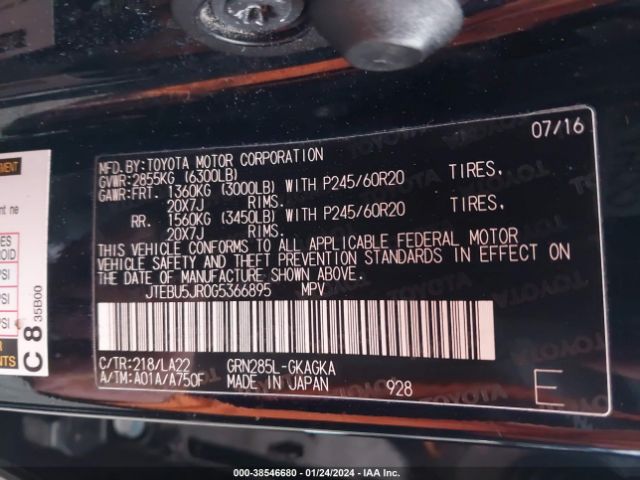 07/16
MFD.BY:TOYOTA MOTOR CORPORATION
GVWR:2855KG (6300LB)
GAWR:FRT. 1360KG (3000LB) WITH P245/60R20 TIRES,
20X7J RIMS.
RR. 1560KG (3450LB) WITH P245/60R20 TIRES,
20X7J RIMS.
THIS VEHICLE CONFORMS TO ALL APPLICABLE FEDERAL MOTOR
VEHICLE SAFETY AND THEFT PREVENTION STANDARDS IN EFFECT ON
THE DATE OF MANUFACTURE SHOWN ABOVE.
JTEBU5JR0G5366895 MPV
C/TR:218/LA22 GRN285L-GKAGKA
A/TM:A01A/A750F MADE IN JAPAN 928 E
C 8 35B00
000-38546680 - 01/24/2024 - IAA Inc.